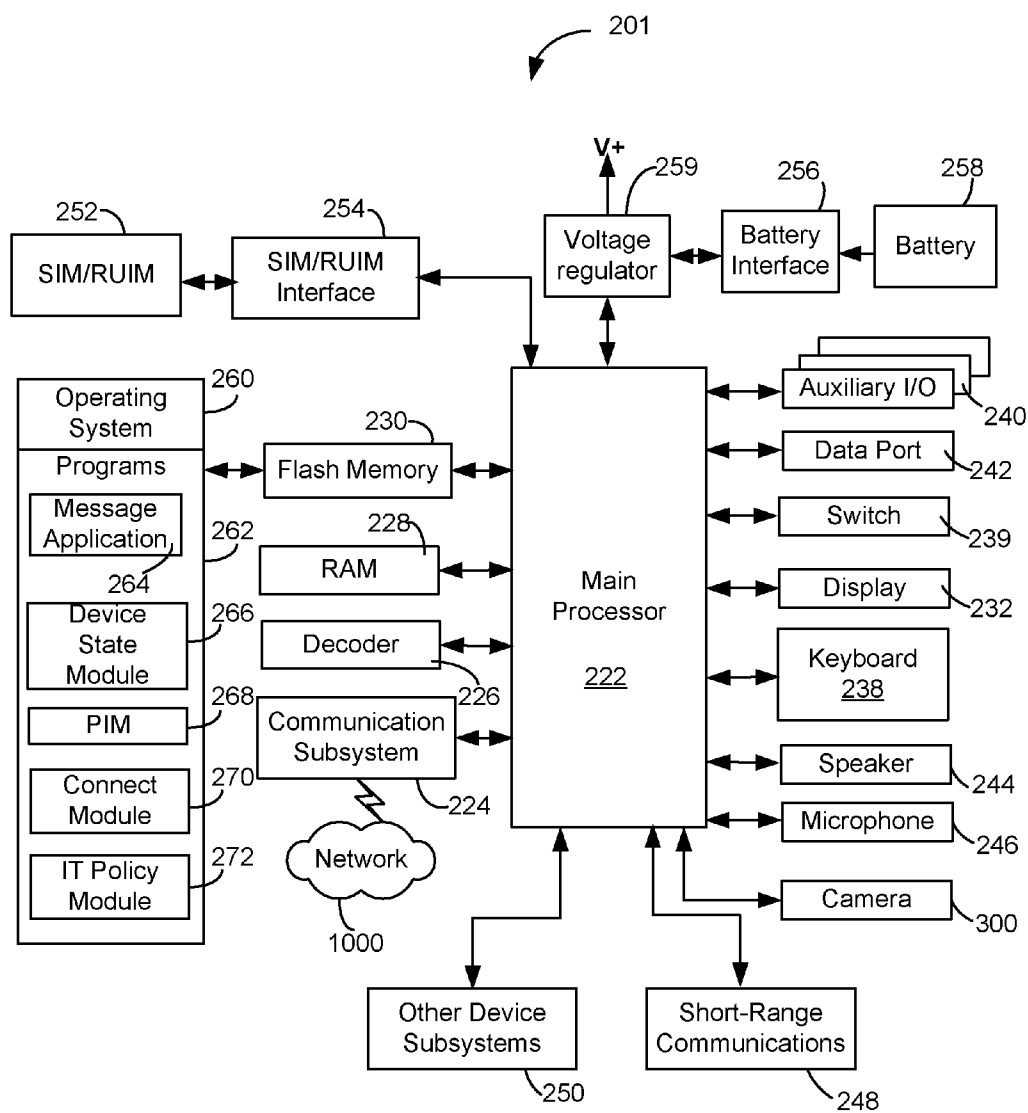 201
V+
259
256
258
252
254
Voltage
regulator
Battery
Interface
Battery
SIM/RUIM
SIM/RUIM
Interface
260
Operating
System
Programs
Message
Application
264
262
Device
State
Module
266
PIM
268
Connect
Module
270
IT Policy
Module
272
230
Flash Memory
228
RAM
Decoder
226
Communication
Subsystem
224
Network
1000
Main
Processor
222
Auxiliary I/O
240
Data Port
242
Switch
239
Display
232
Keyboard
238
Speaker
244
Microphone
246
Camera
300
Other Device
Subsystems
250
Short-Range
Communications
248